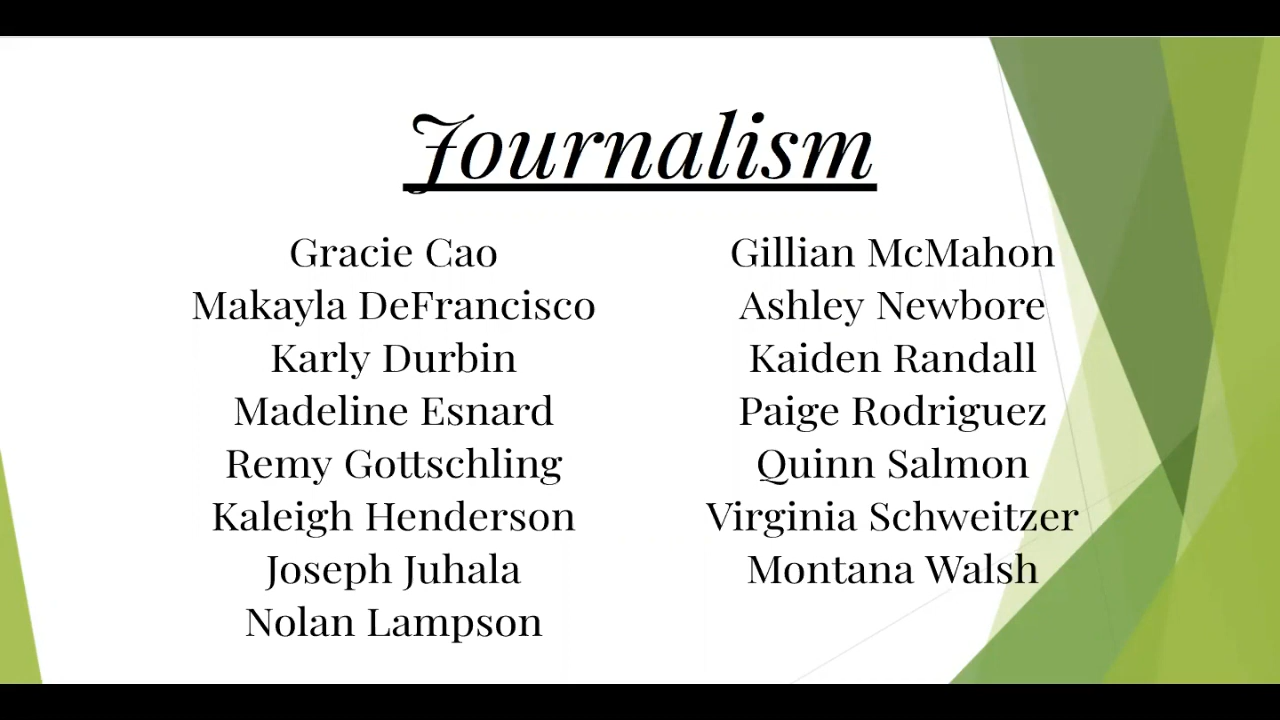 Journalism
Gracie Cao
Makayla DeFrancisco
Karly Durbin
Madeline Esnard
Remy Gottschling
Kaleigh Henderson
Joseph Juhala
Nolan Lampson
Gillian McMahon
Ashley Newbore
Kaiden Randall
Paige Rodriguez
Quinn Salmon
Virginia Schweitzer
Montana Walsh